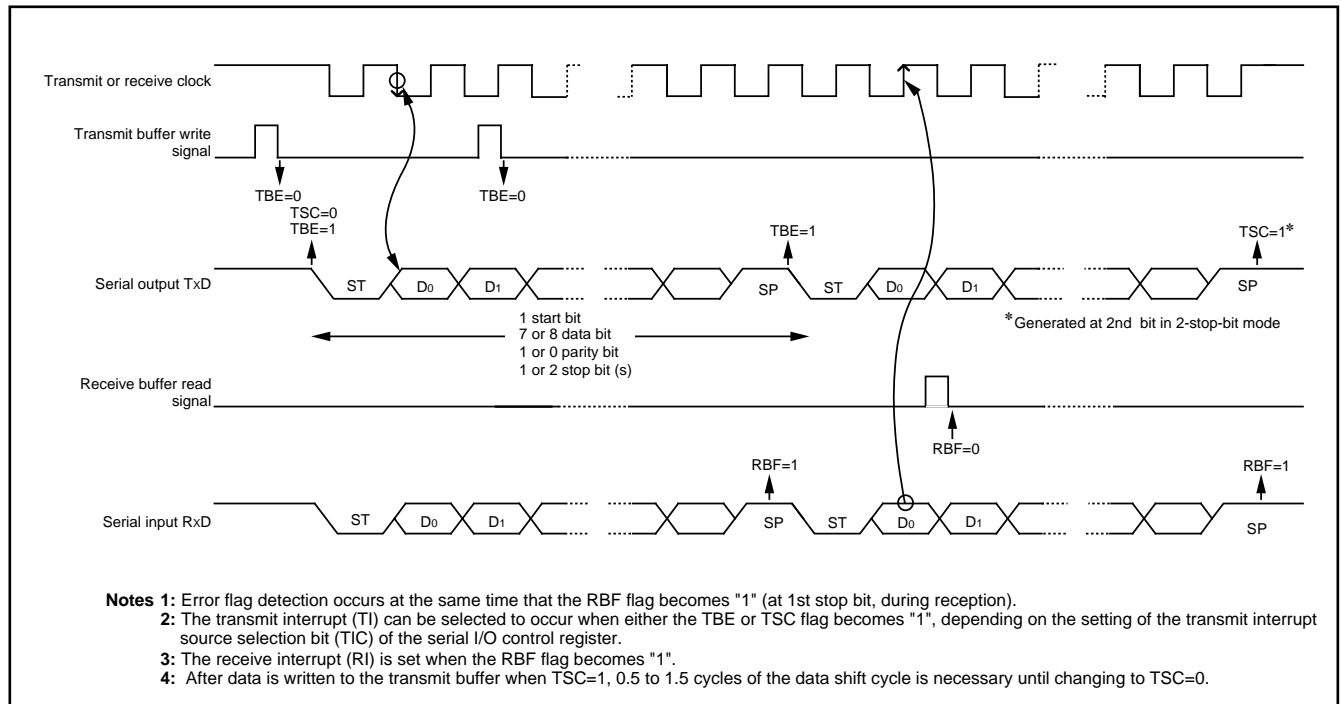 Transmit or receive clock
Transmit buffer write
signal
TBE=0
TSC=0
TBE=1
TBE=0
TBE=1
TSC=1*
Serial output TxD
ST
D0
D1
SP
ST
D0
D1
SP
1 start bit
7 or 8 data bit
1 or 0 parity bit
1 or 2 stop bit (s)
*Generated at 2nd bit in 2-stop-bit mode
Receive buffer read
signal
RBF=0
RBF=1
RBF=1
Serial input RxD
ST
D0
D1
SP
ST
D0
D1
SP
Notes 1: Error flag detection occurs at the same time that the RBF flag becomes "1" (at 1st stop bit, during reception).
2: The transmit interrupt (TI) can be selected to occur when either the TBE or TSC flag becomes "1", depending on the setting of the transmit interrupt
source selection bit (TIC) of the serial I/O control register.
3: The receive interrupt (RI) is set when the RBF flag becomes "1".
4: After data is written to the transmit buffer when TSC=1, 0.5 to 1.5 cycles of the data shift cycle is necessary until changing to TSC=0.